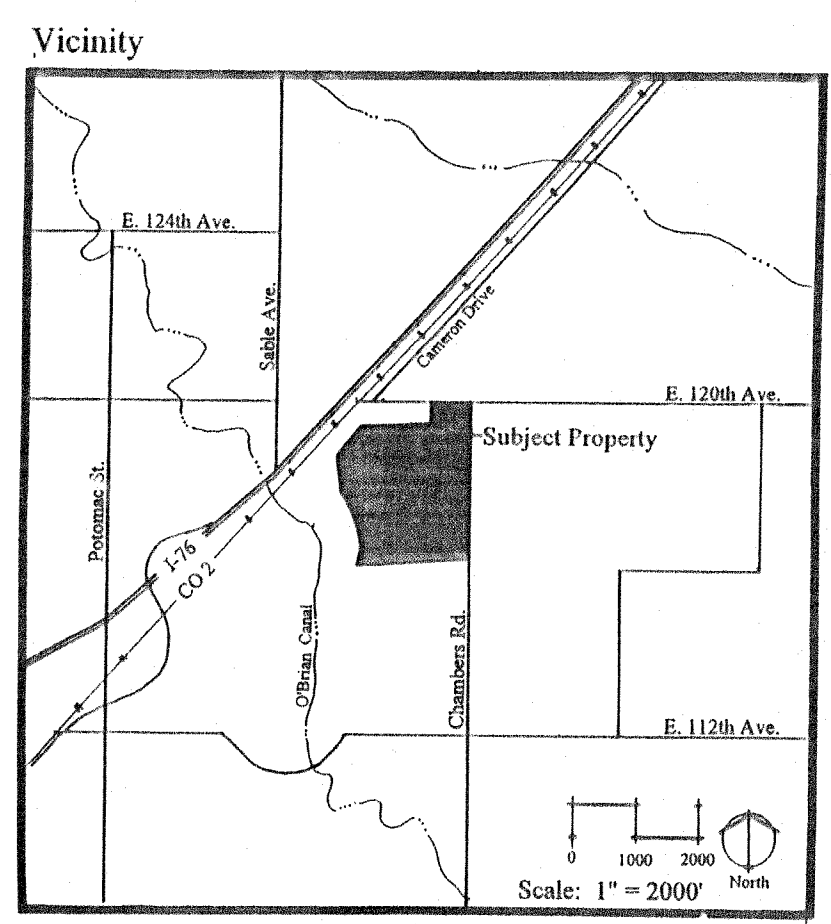 Vicinity
E. 124th Ave.
Sable Ave.
Cameron Drive
E. 120th Ave.
Subject Property
Potomac St.
I-76
CO 2
O'Brian Canal
Chambers Rd.
E. 112th Ave.
0 1000 2000
North
Scale: 1" = 2000'